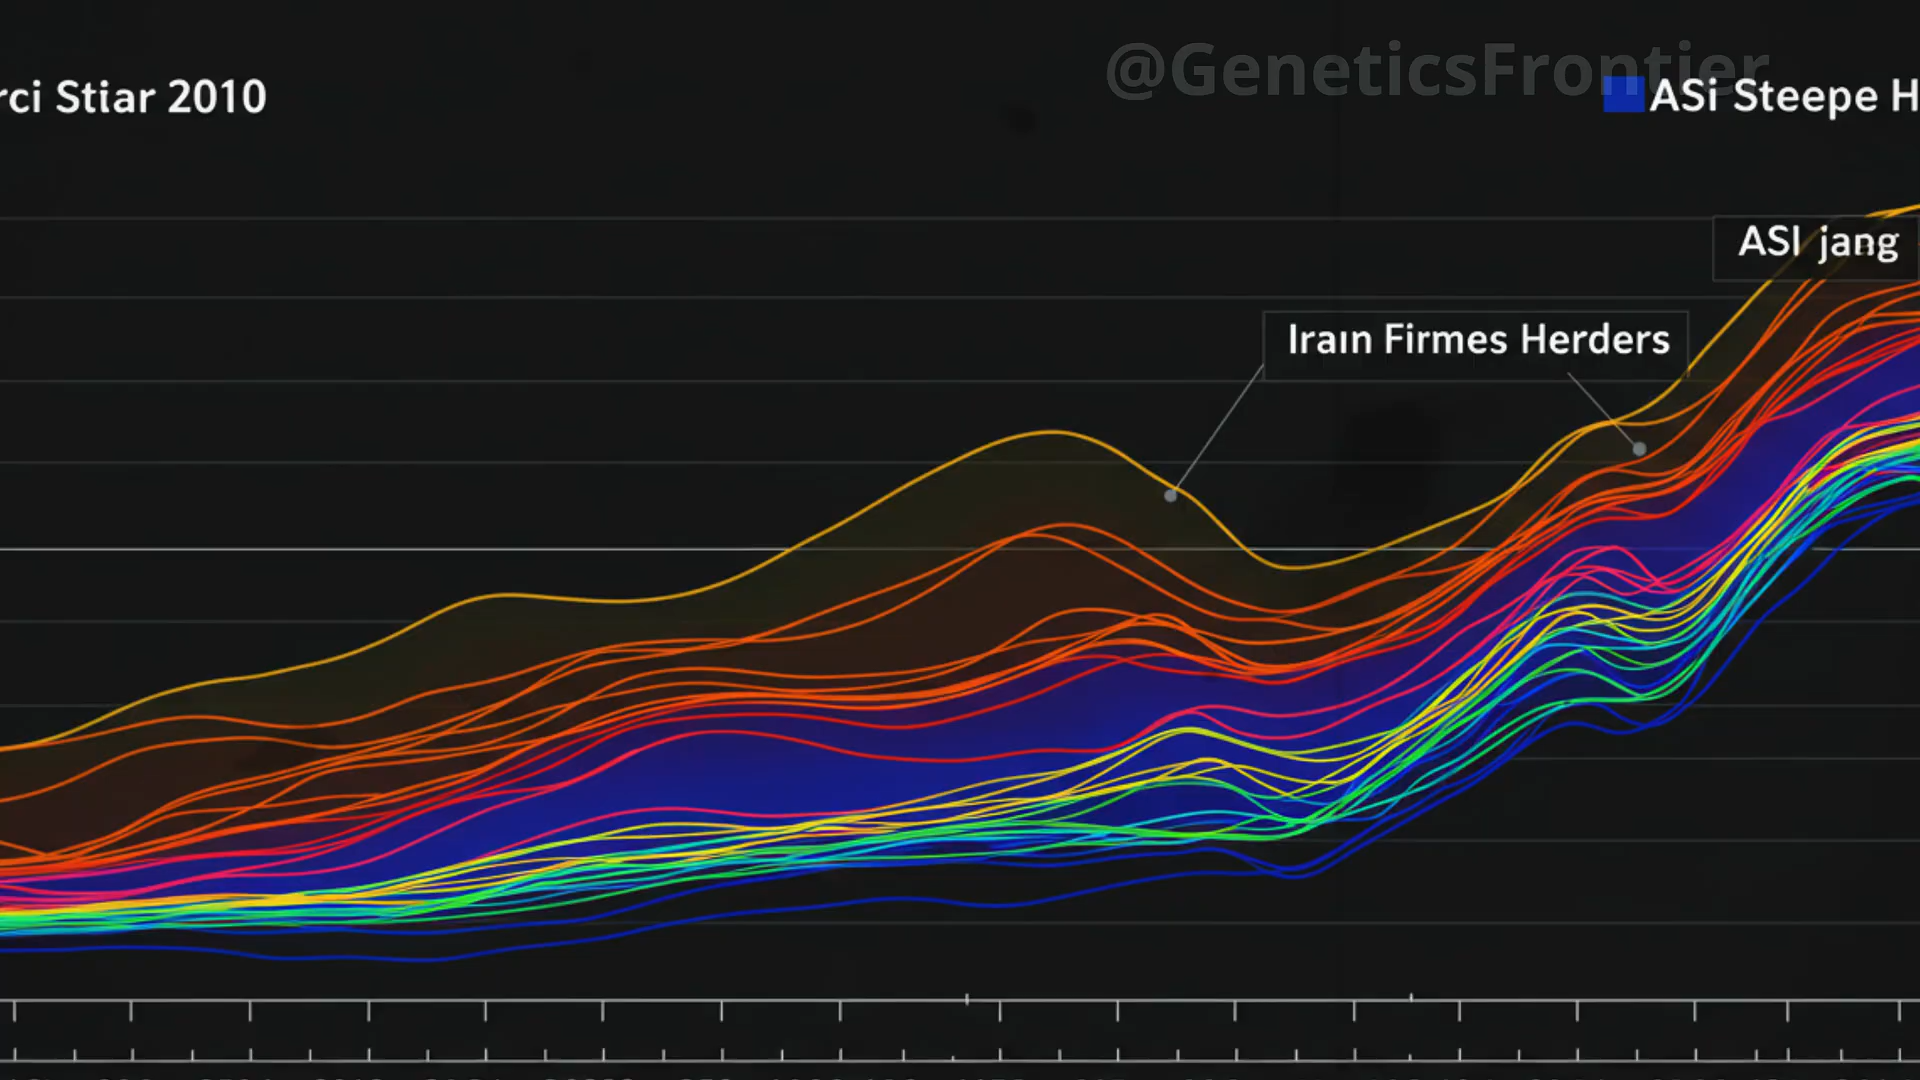 @GeneticsFrontier
rci Stiar 2010
ASi Steepe H
ASI jang
Iraın Firmes Herders